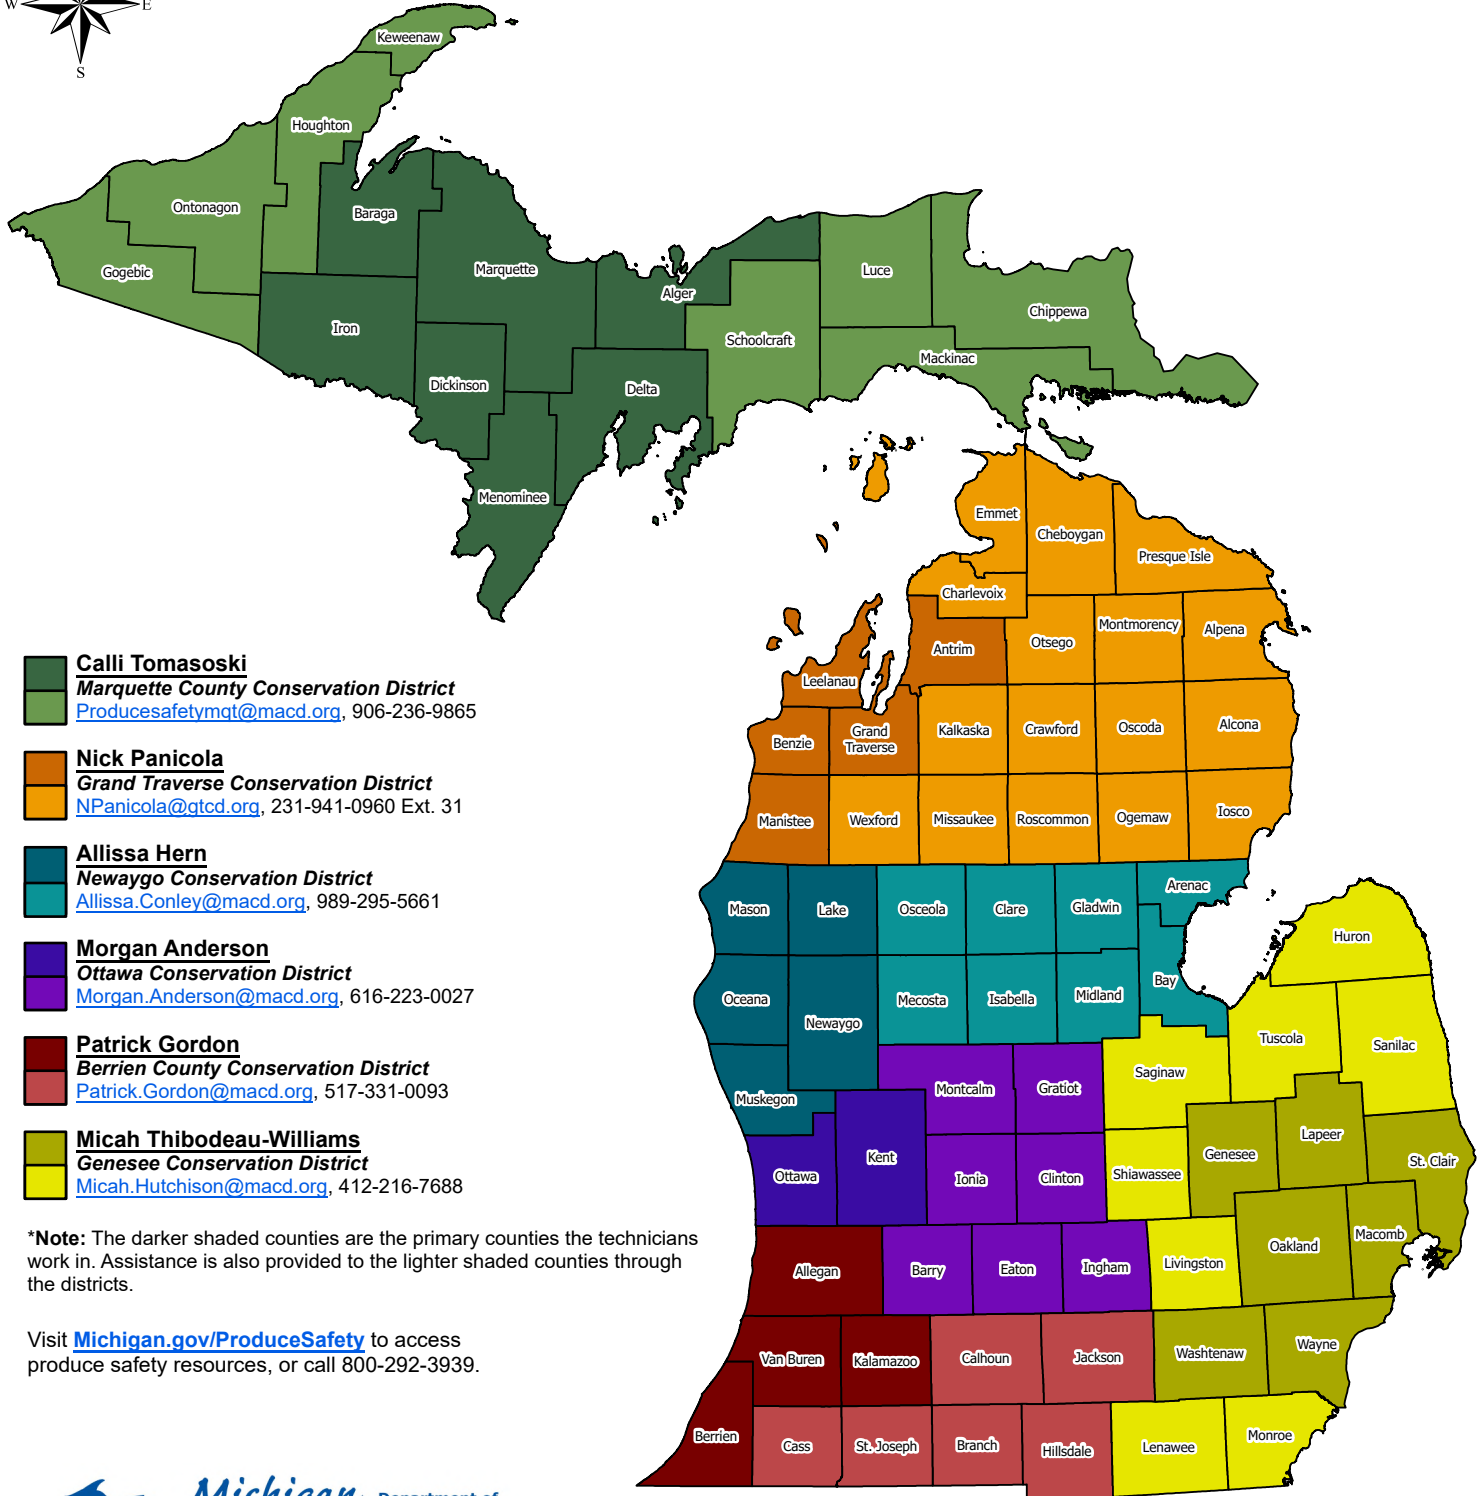 W
E
S
Keweenaw
Houghton
Ontonagon
Baraga
Gogebic
Marquette
Luce
Alger
Chippewa
Iron
Schoolcraft
Mackinac
Dickinson
Delta
Menominee
Emmet
Cheboygan
Presque Isle
Charlevoix
Montmorency
Alpena
Otsego
Antrim
Leelanau
Benzie
Grand
Traverse
Kalkaska
Crawford
Oscoda
Alcona
Manistee
Wexford
Missaukee
Roscommon
Ogemaw
Iosco
Calli Tomasoski
Marquette County Conservation District
Producesafetymqt@macd.org, 906-236-9865
Nick Panicola
Grand Traverse Conservation District
NPanicola@gtcd.org, 231-941-0960 Ext. 31
Allissa Hern
Newaygo Conservation District
Allissa.Conley@macd.org, 989-295-5661
Morgan Anderson
Ottawa Conservation District
Morgan.Anderson@macd.org, 616-223-0027
Patrick Gordon
Berrien County Conservation District
Patrick.Gordon@macd.org, 517-331-0093
Micah Thibodeau-Williams
Genesee Conservation District
Micah.Hutchison@macd.org, 412-216-7688
*Note: The darker shaded counties are the primary counties the technicians
work in. Assistance is also provided to the lighter shaded counties through
the districts.
Visit Michigan.gov/ProduceSafety to access
produce safety resources, or call 800-292-3939.
Mason
Lake
Osceola
Clare
Gladwin
Arenac
Huron
Oceana
Newaygo
Mecosta
Isabella
Midland
Bay
Tuscola
Sanilac
Saginaw
Muskegon
Montcalm
Gratiot
Lapeer
Genesee
St. Clair
Ottawa
Kent
Ionia
Clinton
Shiawassee
Macomb
Oakland
Allegan
Barry
Eaton
Ingham
Livingston
Van Buren
Kalamazoo
Calhoun
Jackson
Washtenaw
Wayne
Berrien
Cass
St. Joseph
Branch
Hillsdale
Lenawee
Monroe
Michigan Department of